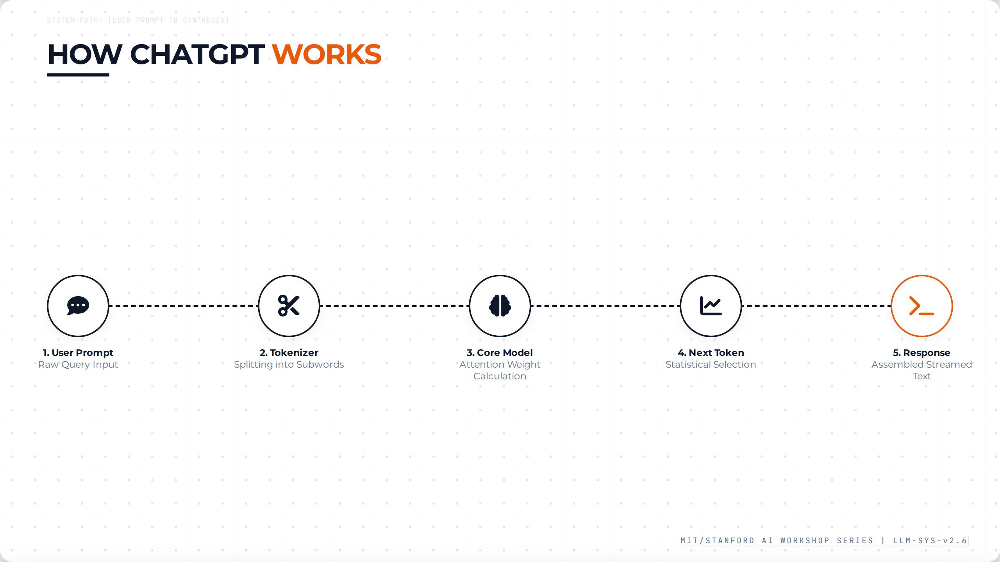 SYSTEM-PATH: [USER PROMPT TO SYNTHESIS]
HOW CHATGPT WORKS
1. User Prompt
Raw Query Input
2. Tokenizer
Splitting into Subwords
3. Core Model
Attention Weight
Calculation
4. Next Token
Statistical Selection
5. Response
Assembled Streamed
Text
MIT/STANFORD AI WORKSHOP SERIES | LLM-SYS-v2.6